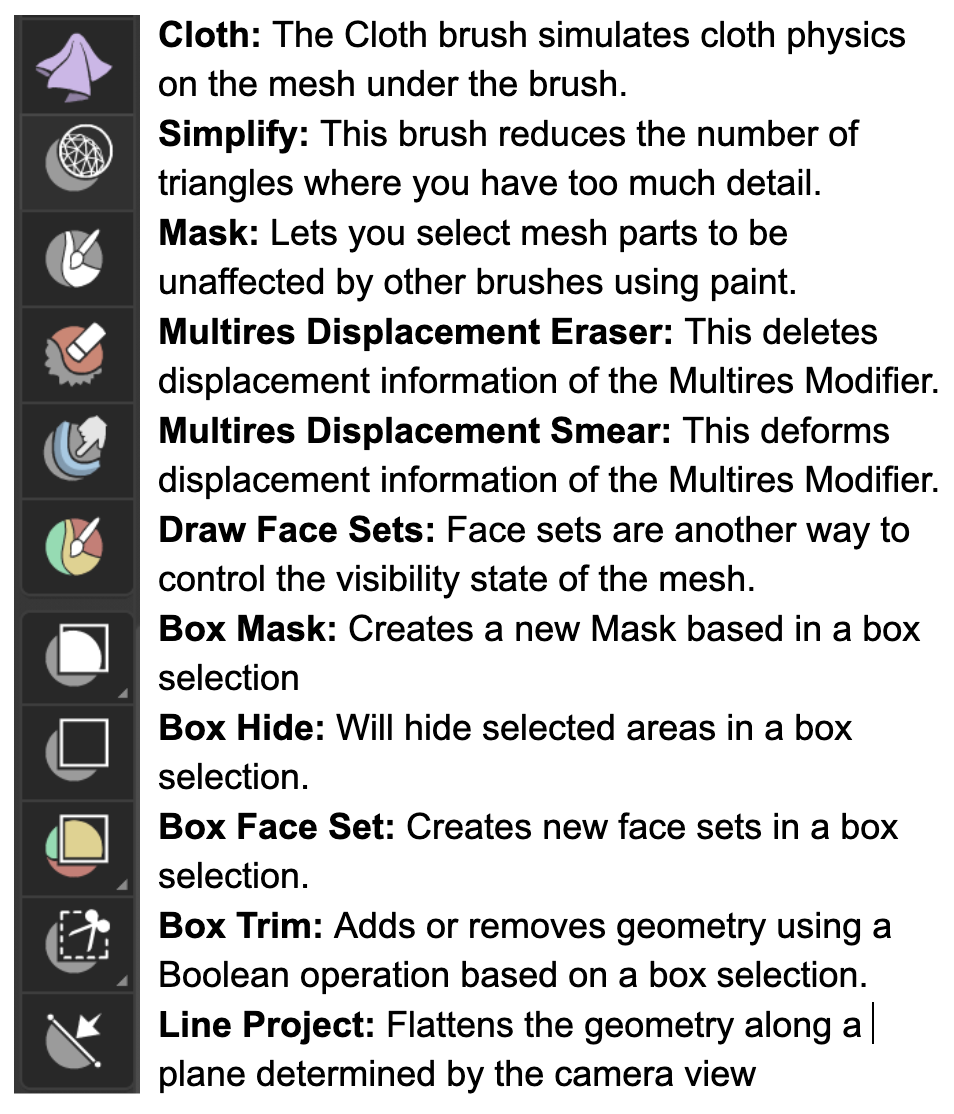 Cloth: The Cloth brush simulates cloth physics
on the mesh under the brush.
Simplify: This brush reduces the number of
triangles where you have too much detail.
Mask: Lets you select mesh parts to be
unaffected by other brushes using paint.
Multires Displacement Eraser: This deletes
displacement information of the Multires Modifier.
Multires Displacement Smear: This deforms
displacement information of the Multires Modifier.
Draw Face Sets: Face sets are another way to
control the visibility state of the mesh.
Box Mask: Creates a new Mask based in a box
selection
Box Hide: Will hide selected areas in a box
selection.
Box Face Set: Creates new face sets in a box
selection.
Box Trim: Adds or removes geometry using a
Boolean operation based on a box selection.
Line Project: Flattens the geometry along a
plane determined by the camera view